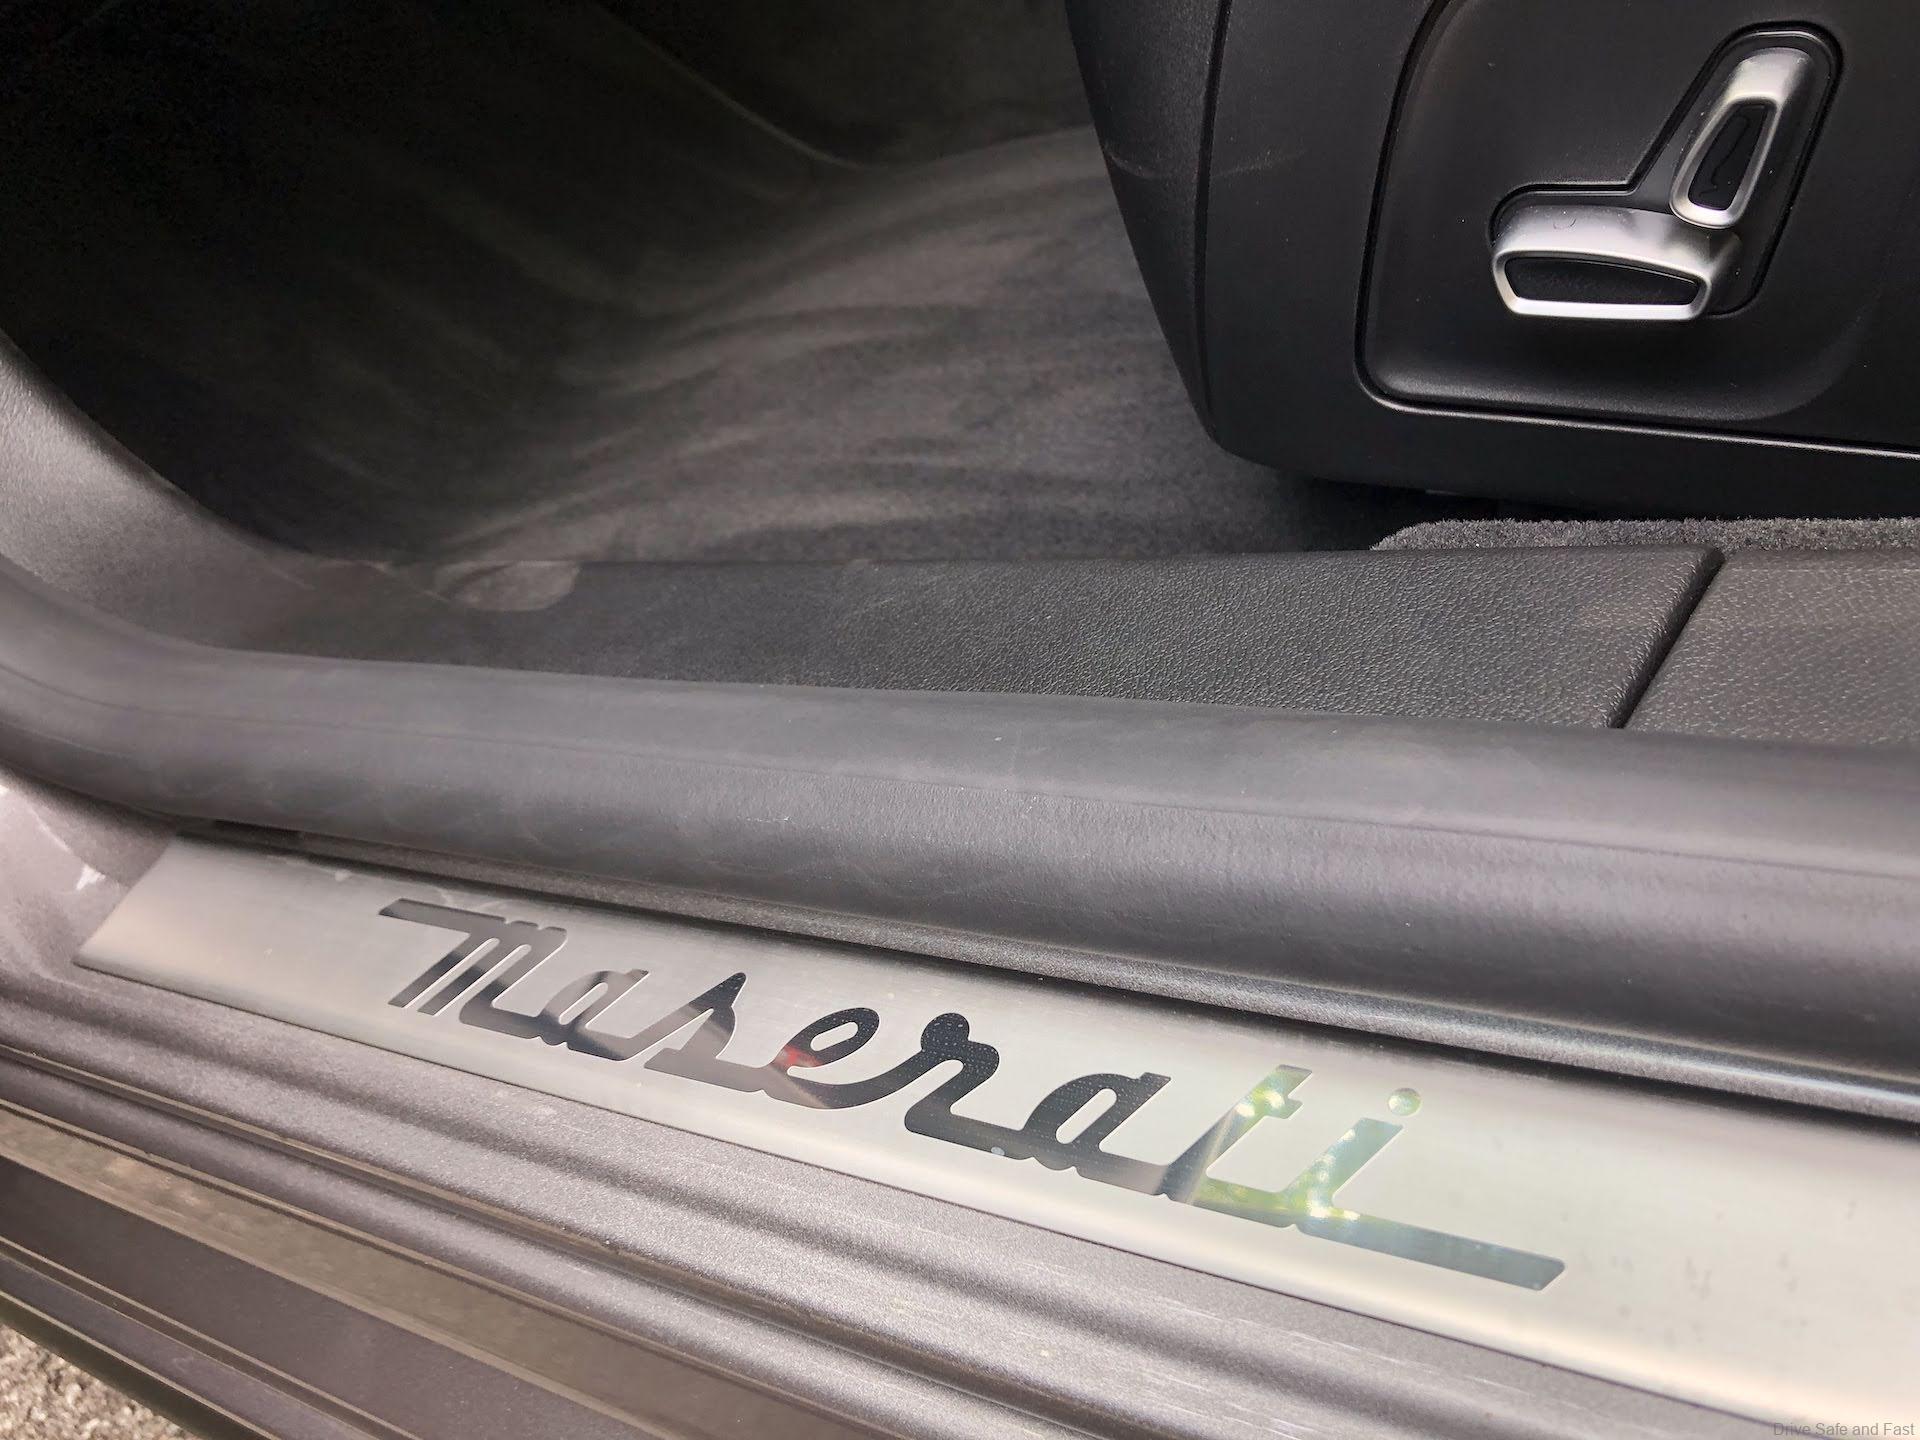 Maserati
Drive Safe and Fast